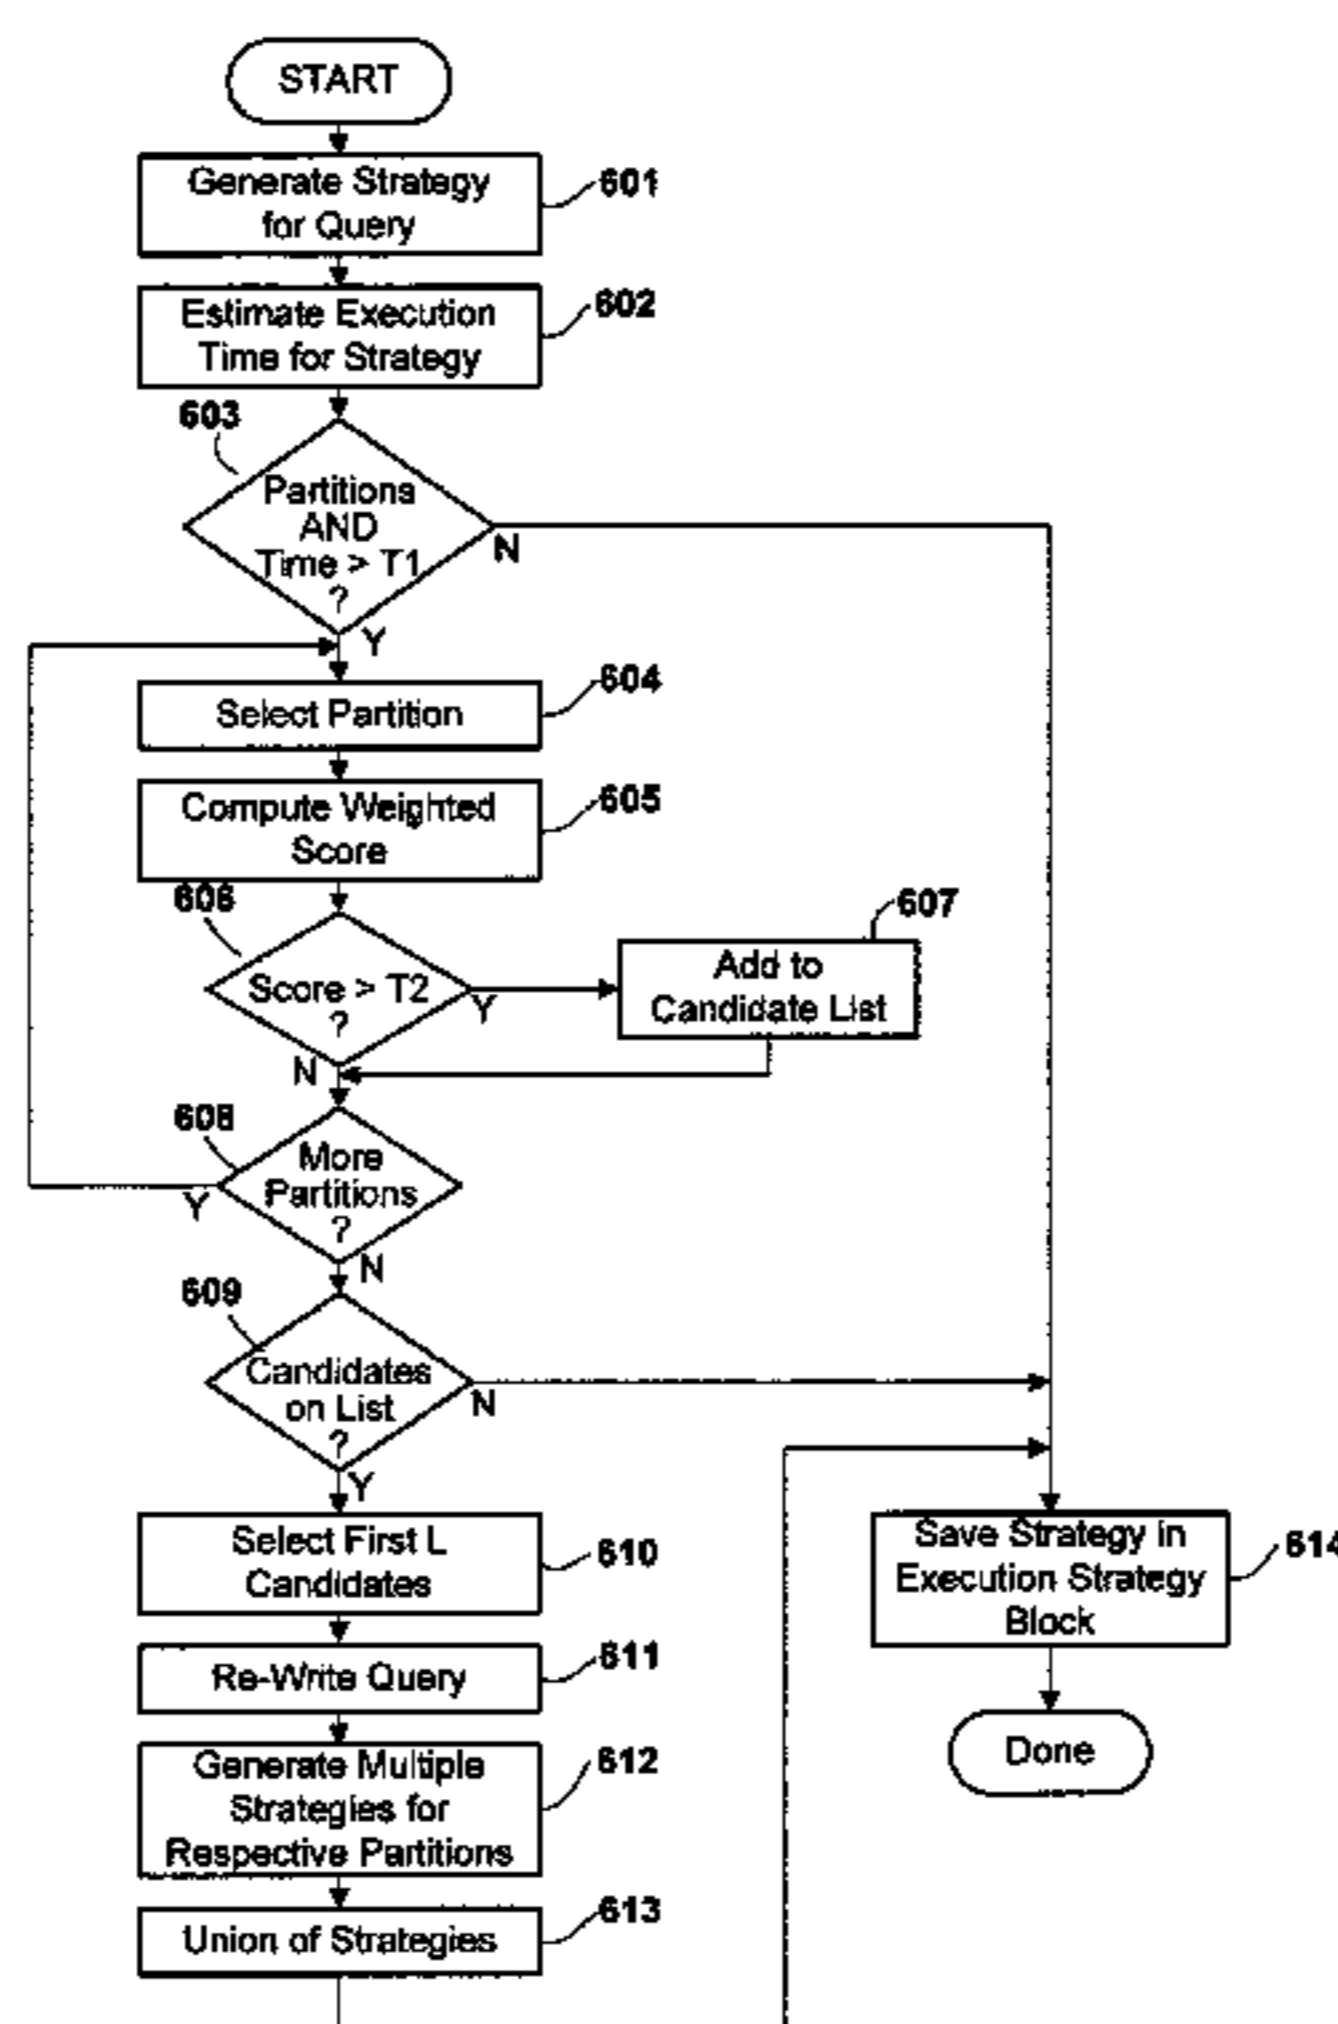 START
Generate Strategy
for Query
601
Estimate Execution
Time for Strategy
602
603
Partitions
AND
Time > T1
?
N
Y
Select Partition
604
Compute Weighted
Score
605
606
Score > T2
?
Y
N
Add to
Candidate List
607
608
More
Partitions
?
Y
N
609
Candidates
on List
?
N
Y
Select First L
Candidates
610
Re-Write Query
611
Generate Multiple
Strategies for
Respective Partitions
612
Union of Strategies
613
Save Strategy in
Execution Strategy
Block
614
Done